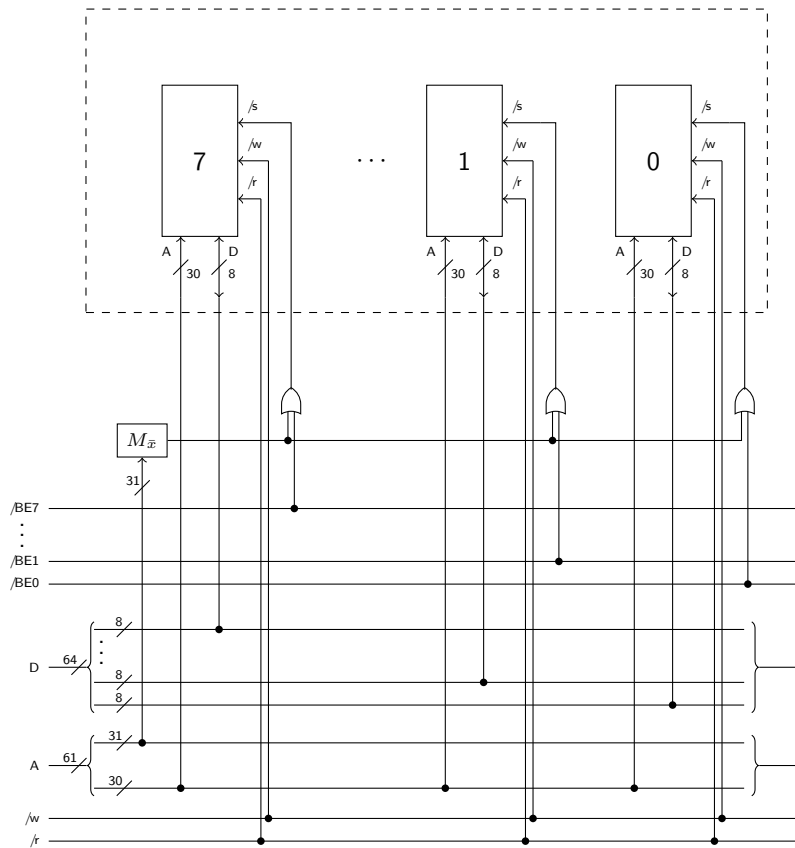 /s /s /s
/w /w /w
7 ... 1 0
/r /r /r
A D A D A D
30 8 30 8 30 8
M_x̄
31
/BE7
⋮
/BE1
/BE0
8
⋮
D 64
8
8
31
A 61
30
/w
/r